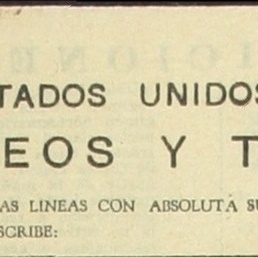 TADOS UNIDOS
EOS Y T
AS LINEAS CON ABSOLUTA SU
SCRIBE: